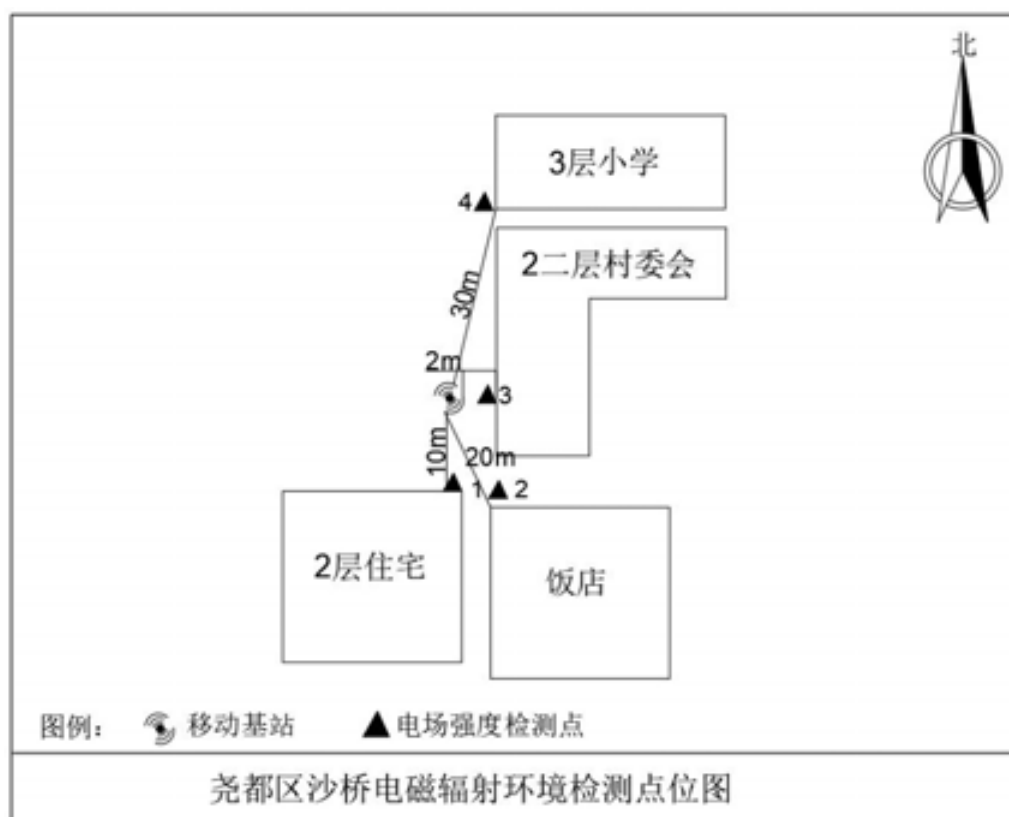 北
3层小学
4
2二层村委会
30m
2m
3
10m
20m
1
2
2层住宅
饭店
图例：
移动基站
电场强度检测点
尧都区沙桥电磁辐射环境检测点位图